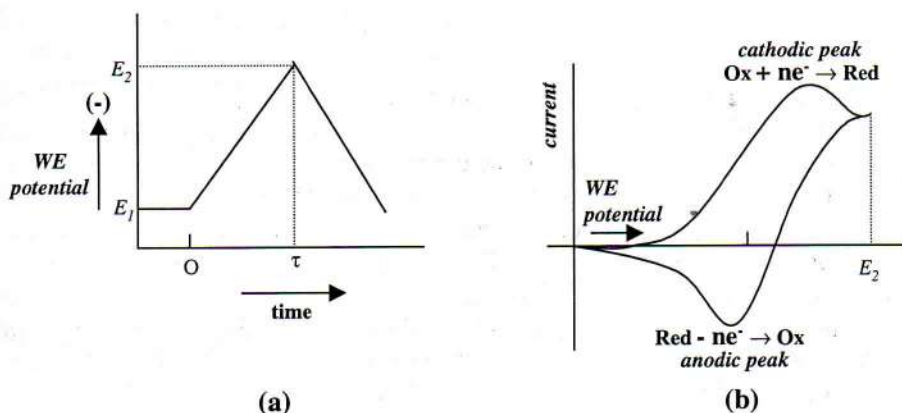 E2
(-)
WE
potential
E1
O
τ
time
(a)
cathodic peak
Ox + ne- → Red
current
WE
potential
E2
Red - ne- → Ox
anodic peak
(b)